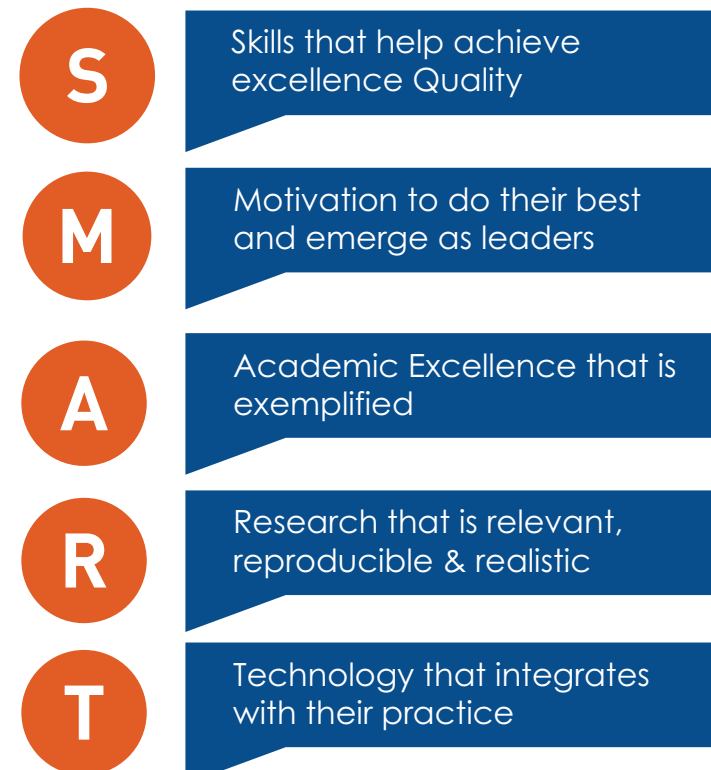 S
Skills that help achieve
excellence Quality
M
Motivation to do their best
and emerge as leaders
A
Academic Excellence that is
exemplified
R
Research that is relevant,
reproducible & realistic
T
Technology that integrates
with their practice